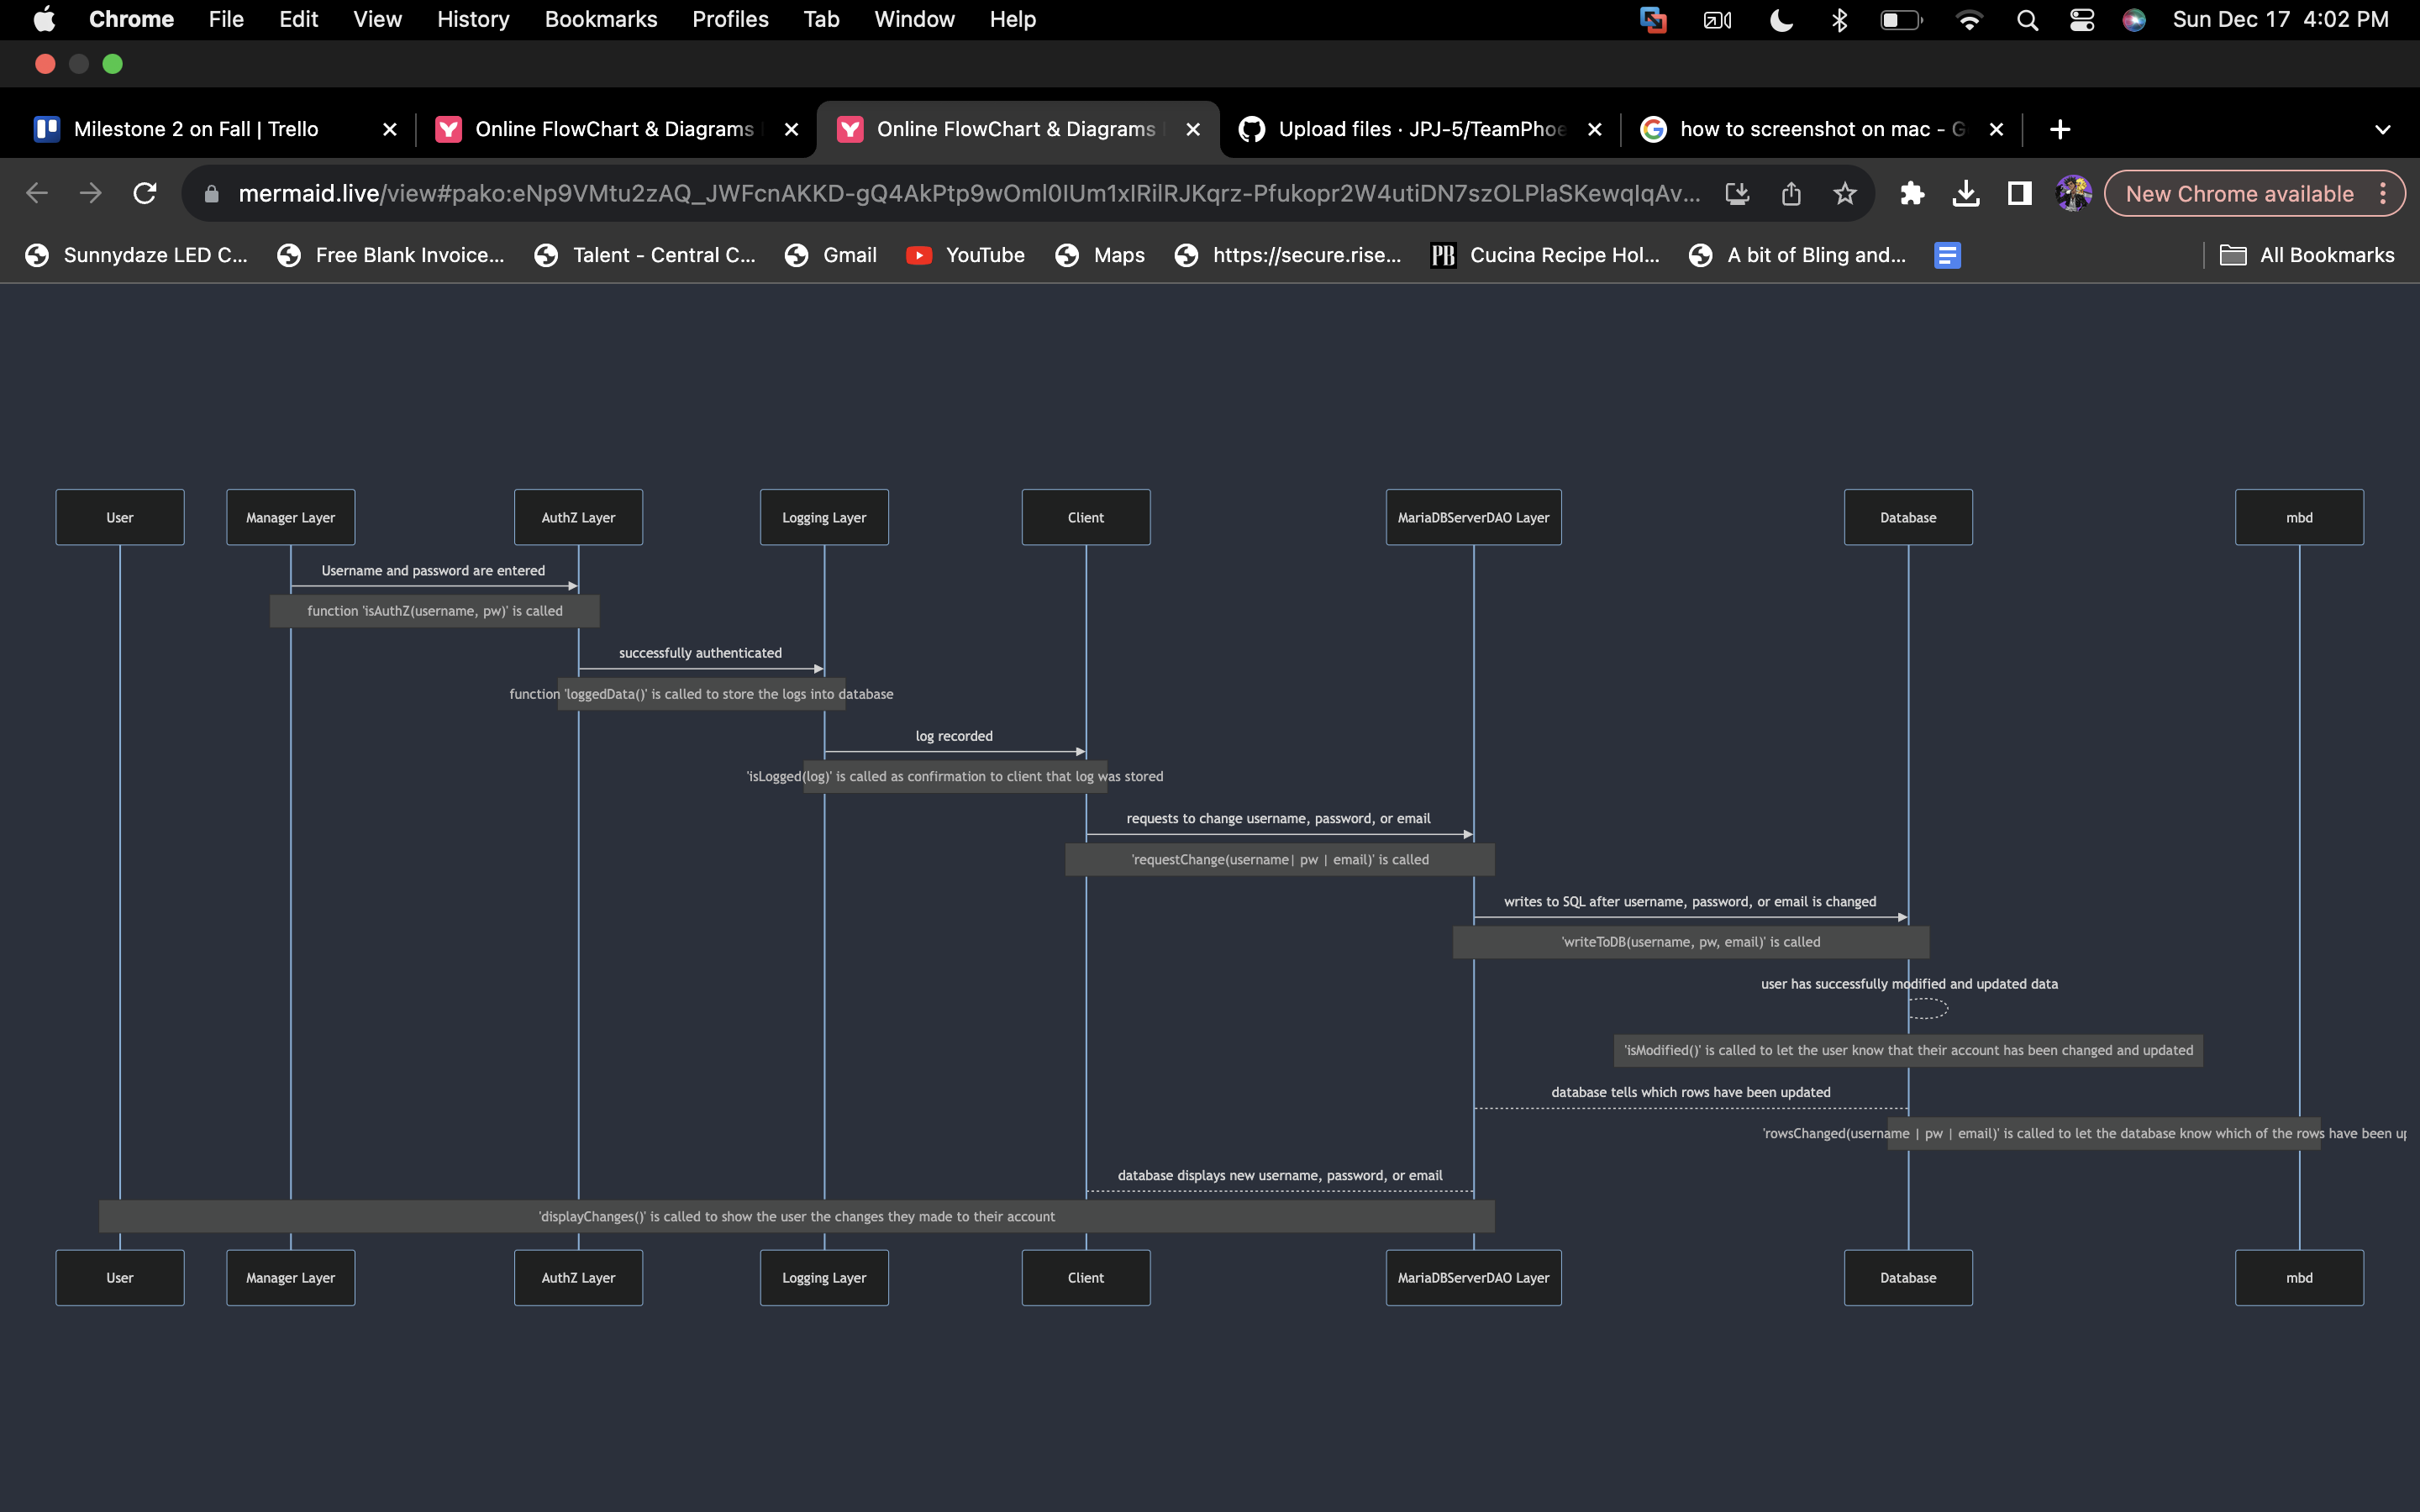 Chrome File Edit View History Bookmarks Profiles Tab Window Help Sun Dec 17 4:02 PM
Milestone 2 on Fall | Trello
Online FlowChart & Diagrams
Online FlowChart & Diagrams
Upload files · JPJ-5/TeamPhoe
how to screenshot on mac - G
mermaid.live/view#pako:eNp9VMtu2zAQ_JWFcnAKKD-gQ4AkPtp9wOml0IUm1xIRilRJKqrz-Pfukopr2W4utiDN7szOLPlaSKewqIqAv...
New Chrome available
Sunnydaze LED C... Free Blank Invoice... Talent - Central C... Gmail YouTube Maps https://secure.rise... PB Cucina Recipe Hol... A bit of Bling and... All Bookmarks
User Manager Layer AuthZ Layer Logging Layer Client MariaDBServerDAO Layer Database mbd
Username and password are entered
function 'isAuthZ(username, pw)' is called
successfully authenticated
function 'loggedData()' is called to store the logs into database
log recorded
'isLogged(log)' is called as confirmation to client that log was stored
requests to change username, password, or email
'requestChange(username| pw | email)' is called
writes to SQL after username, password, or email is changed
'writeToDB(username, pw, email)' is called
user has successfully modified and updated data
'isModified()' is called to let the user know that their account has been changed and updated
database tells which rows have been updated
'rowsChanged(username | pw | email)' is called to let the database know which of the rows have been up
database displays new username, password, or email
'displayChanges()' is called to show the user the changes they made to their account
User Manager Layer AuthZ Layer Logging Layer Client MariaDBServerDAO Layer Database mbd